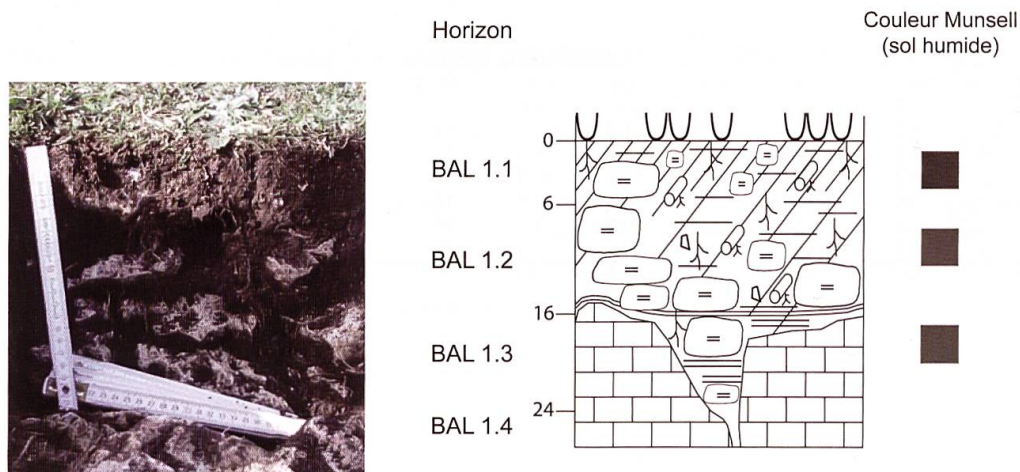 Horizon
Couleur Munsell
(sol humide)
0
BAL 1.1
6
BAL 1.2
16
BAL 1.3
24
BAL 1.4